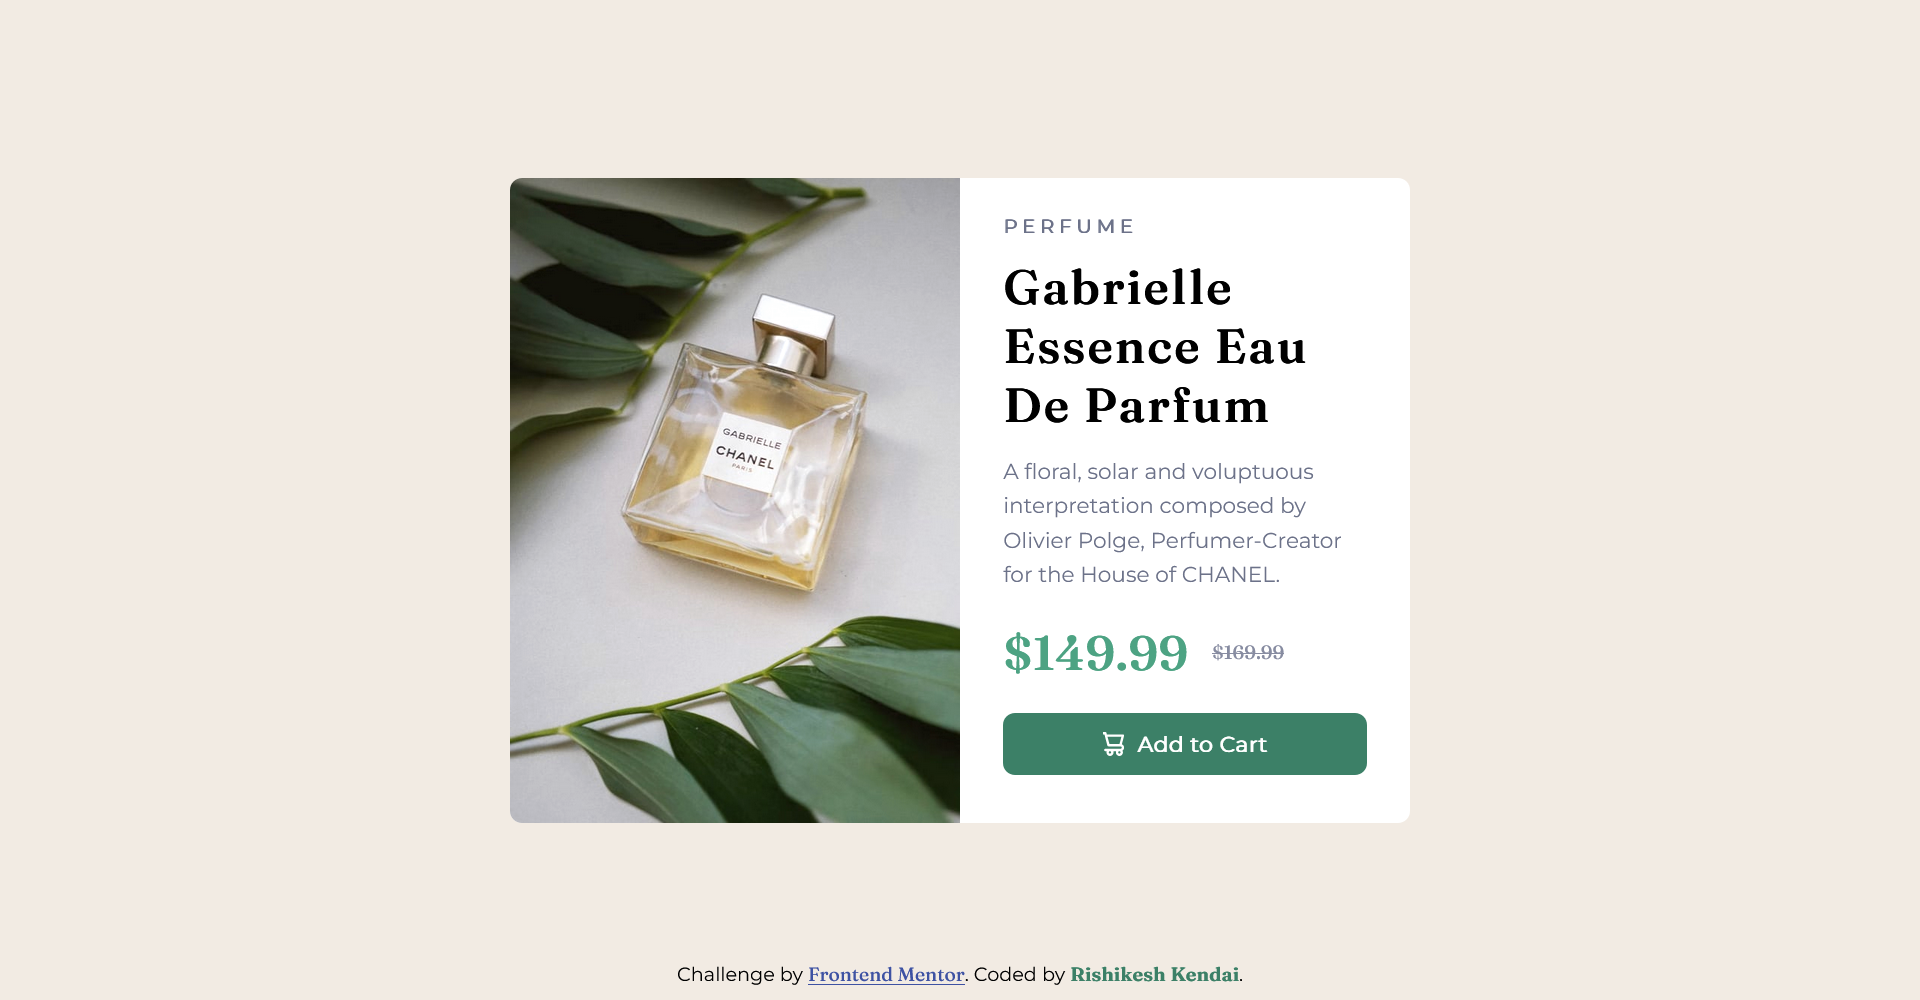 GABRIELLE
CHANEL
PARIS
PERFUME
Gabrielle
Essence Eau
De Parfum
A floral, solar and voluptuous
interpretation composed by
Olivier Polge, Perfumer-Creator
for the House of CHANEL.
$149.99 $169.99
Add to Cart
Challenge by Frontend Mentor. Coded by Rishikesh Kendai.